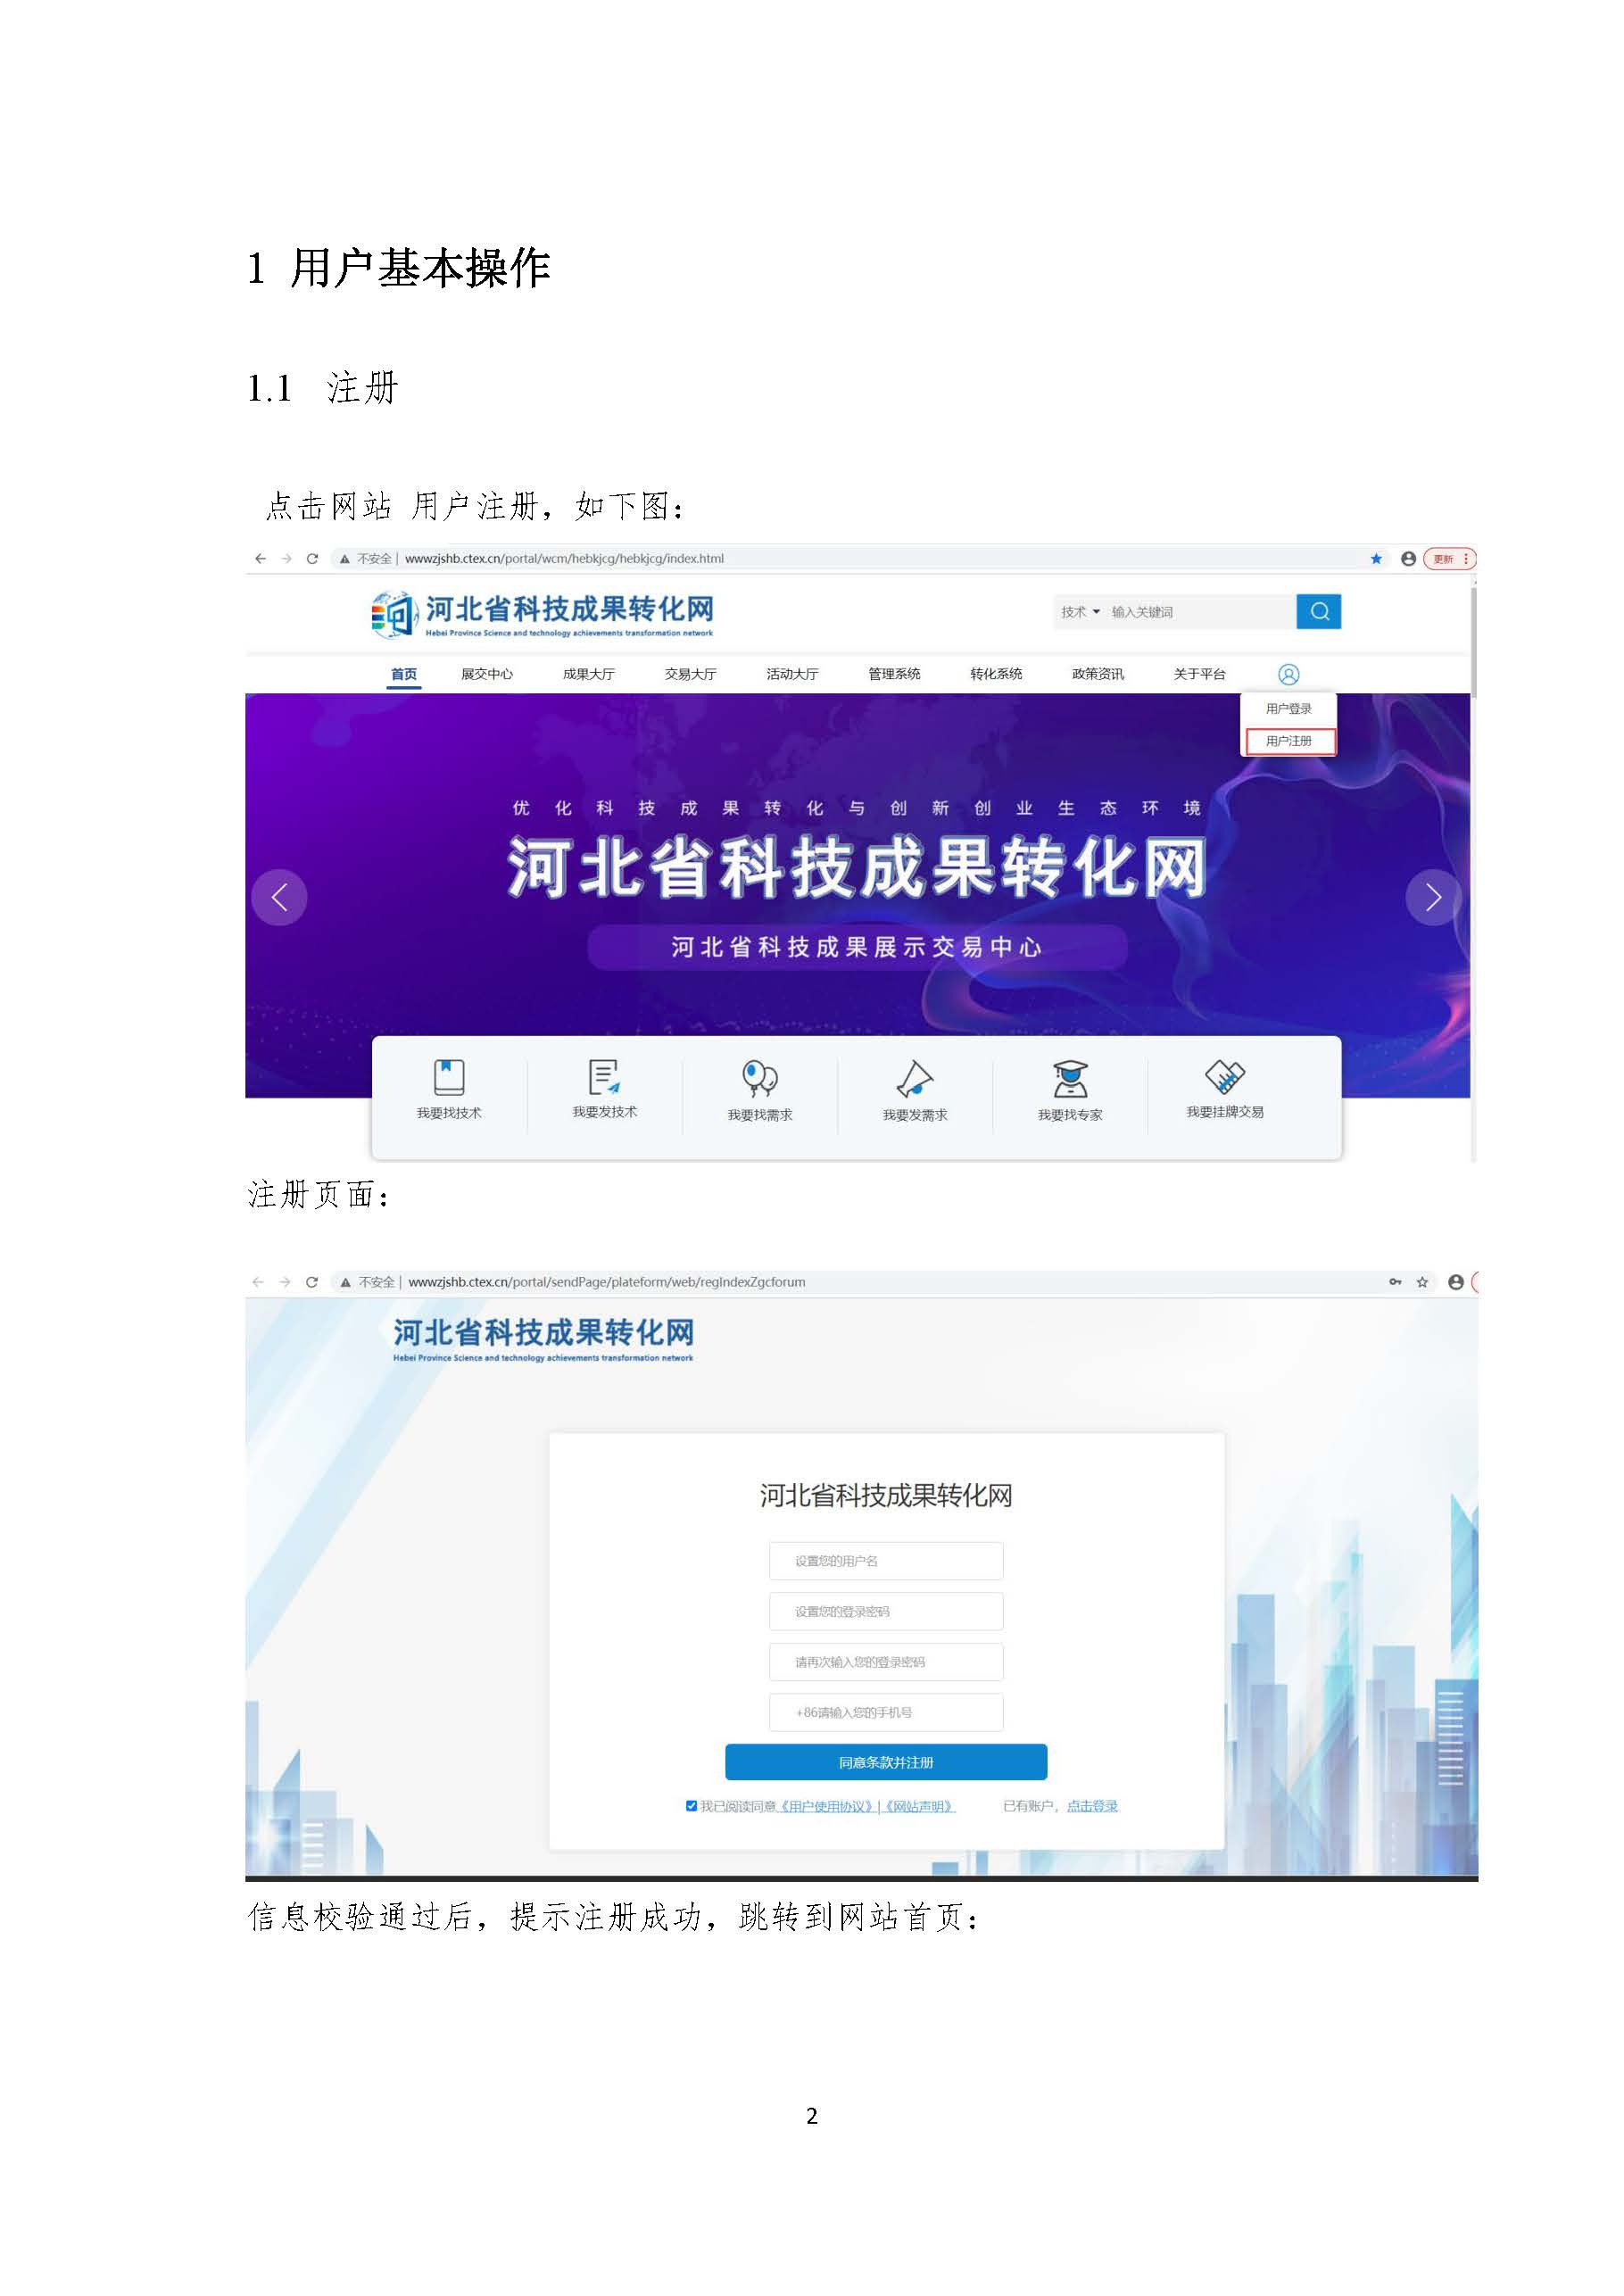 1 用户基本操作
1.1 注册
点击网站 用户注册，如下图：
不安全 | wwwzjshb.ctex.cn/portal/wcm/hebkjcg/hebkjcg/index.html
更新
河北省科技成果转化网
Hebei Province Science and technology achievements transformation network
技术 输入关键词
首页 展交中心 成果大厅 交易大厅 活动大厅 管理系统 转化系统 政策资讯 关于平台
用户登录
用户注册
优化科技成果转化与创新创业生态环境
河北省科技成果转化网
河北省科技成果展示交易中心
我要找技术 我要发技术 我要找需求 我要发需求 我要找专家 我要挂牌交易
注册页面：
不安全 | wwwzjshb.ctex.cn/portal/sendPage/plateform/web/regIndexZgcforum
河北省科技成果转化网
Hebei Province Science and technology achievements transformation network
河北省科技成果转化网
设置您的用户名
设置您的登录密码
请再次输入您的登录密码
+86请输入您的手机号
同意条款并注册
我已阅读同意《用户使用协议》|《网站声明》 已有账户，点击登录
信息校验通过后，提示注册成功，跳转到网站首页：
2